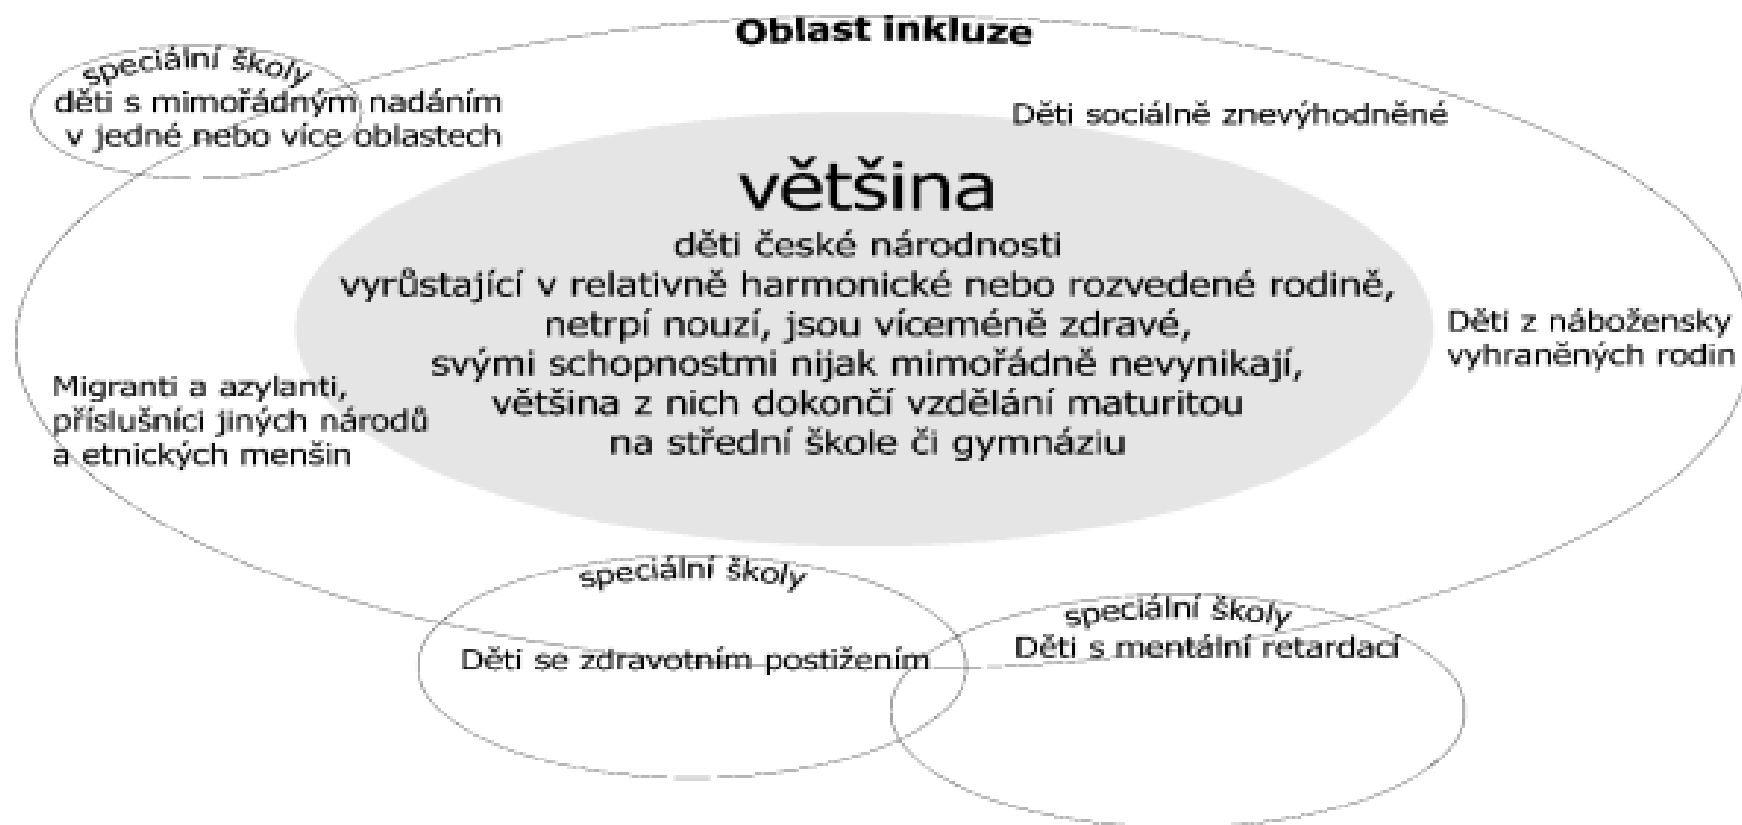 Oblast inkluze
speciální školy
děti s mimořádným nadáním
v jedné nebo více oblastech
Děti sociálně znevýhodněné
většina
děti české národnosti
vyrůstající v relativně harmonické nebo rozvedené rodině,
netrpí nouzí, jsou víceméně zdravé,
svými schopnostmi nijak mimořádně nevynikají,
většina z nich dokončí vzdělání maturitou
na střední škole či gymnáziu
Děti z nábožensky
vyhraněných rodin
Migranti a azylanti,
příslušníci jiných národů
a etnických menšin
speciální školy
Děti se zdravotním postižením
speciální školy
Děti s mentální retardací